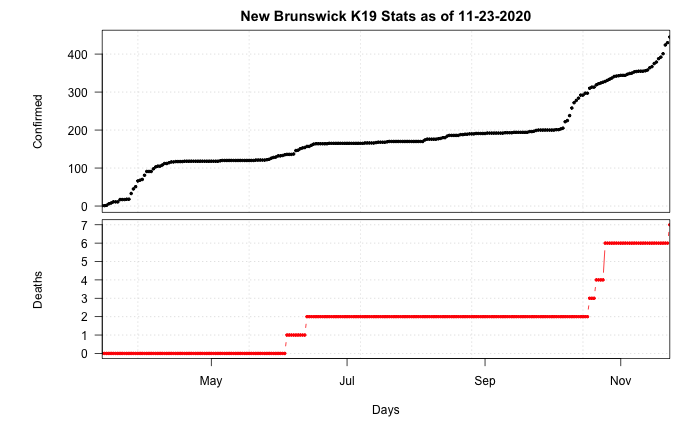 New Brunswick K19 Stats as of 11-23-2020
Confirmed
400
300
200
100
0
Deaths
7
6
5
4
3
2
1
0
May Jul Sep Nov
Days